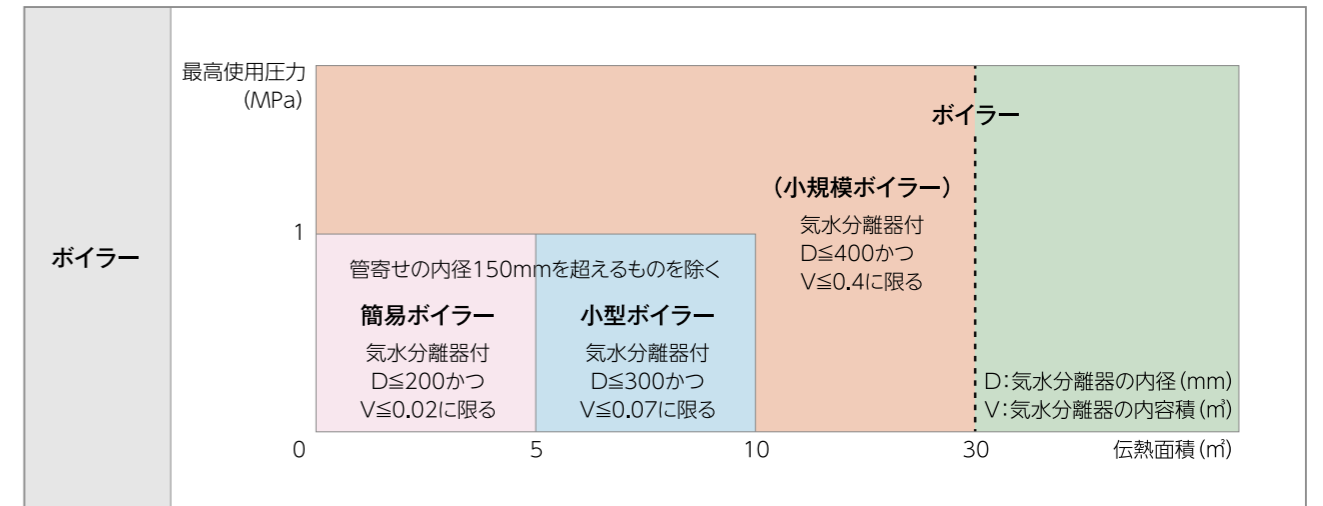 ボイラー
最高使用圧力
(MPa)
ボイラー
(小規模ボイラー)
気水分離器付
D≦400かつ
V≦0.4に限る
1
管寄せの内径150mmを超えるものを除く
簡易ボイラー
気水分離器付
D≦200かつ
V≦0.02に限る
小型ボイラー
気水分離器付
D≦300かつ
V≦0.07に限る
D:気水分離器の内径(mm)
V:気水分離器の内容積(㎥)
0
5
10
30
伝熱面積(㎡)